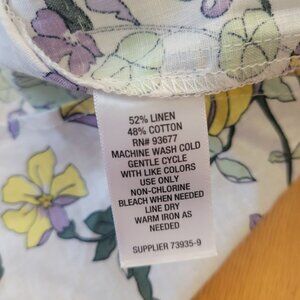 52% LINEN
48% COTTON
RN# 93677
MACHINE WASH COLD
GENTLE CYCLE
WITH LIKE COLORS
USE ONLY
NON-CHLORINE
BLEACH WHEN NEEDED
LINE DRY
WARM IRON AS
NEEDED
SUPPLIER 73935-9